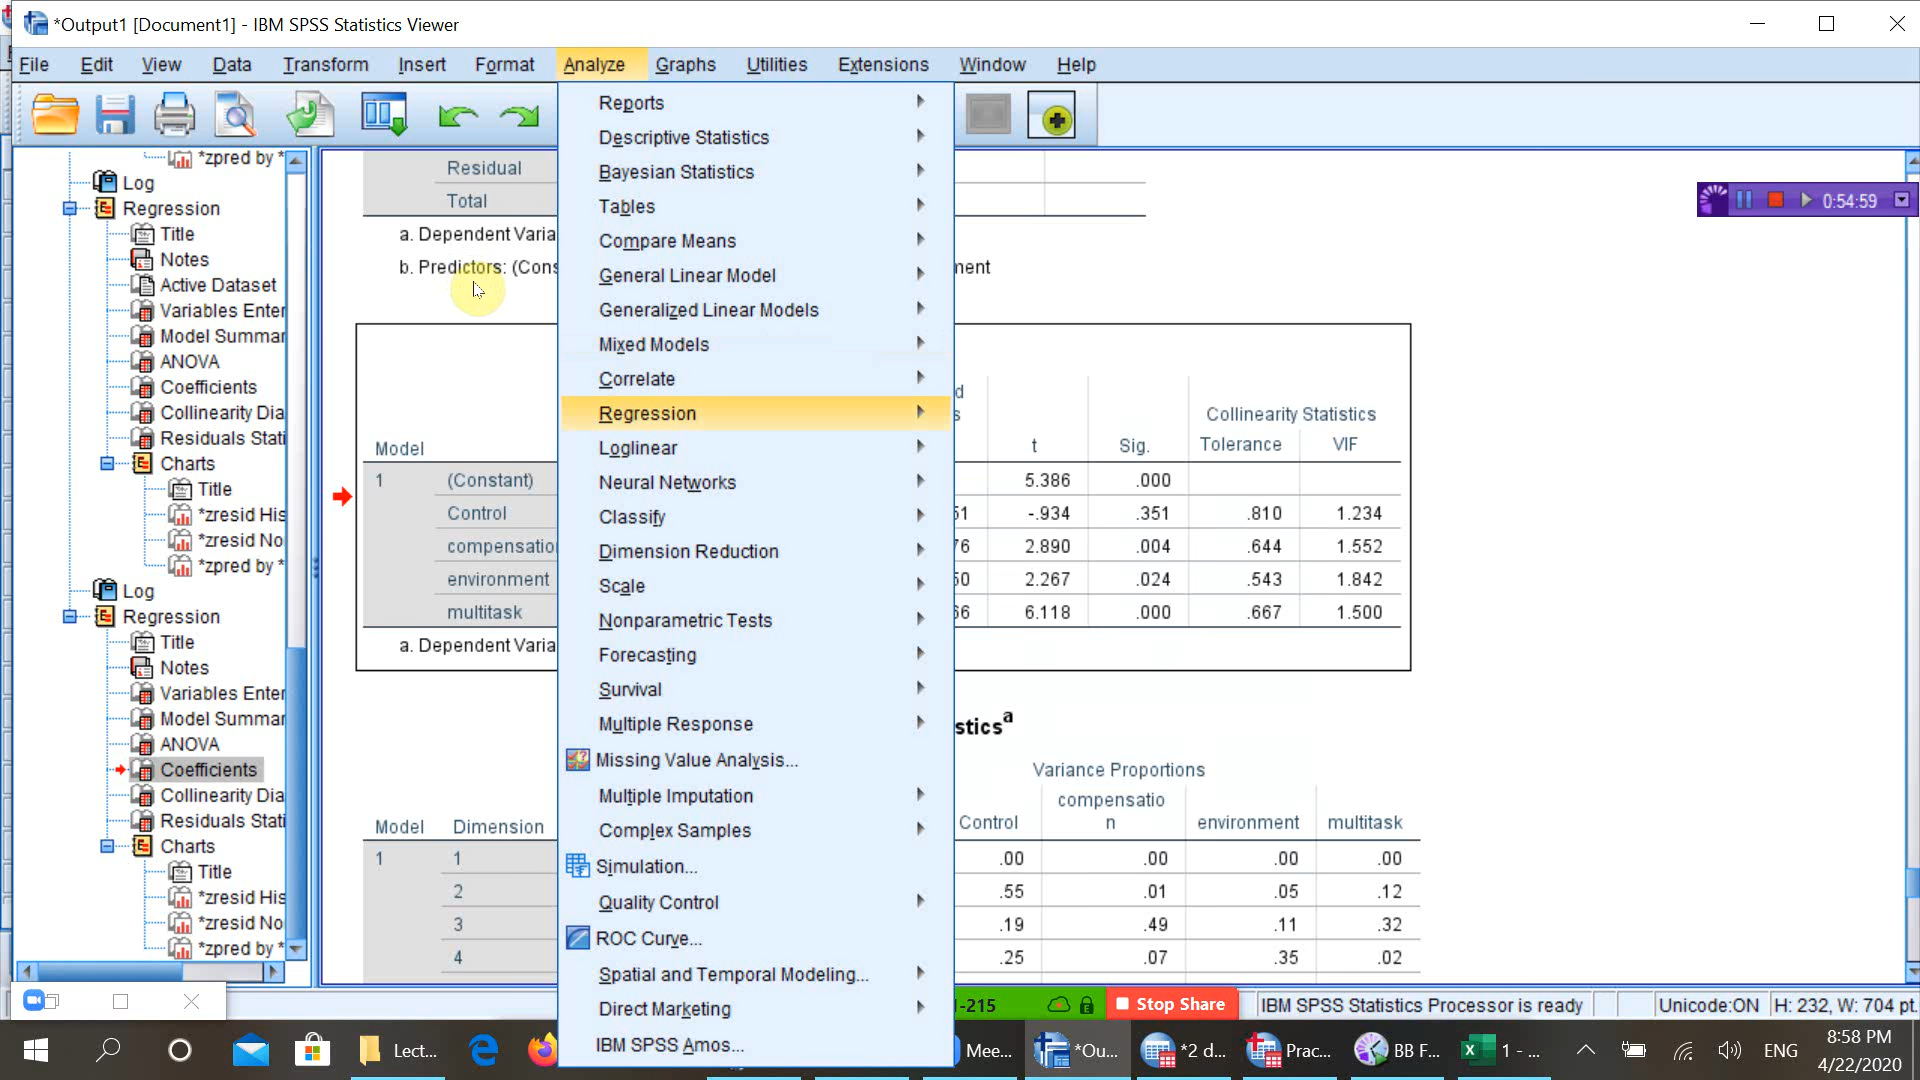 *Output1 [Document1] - IBM SPSS Statistics Viewer
File Edit View Data Transform Insert Format Analyze Graphs Utilities Extensions Window Help
*zpred by *
Log
Regression
Title
Notes
Active Dataset
Variables Enter
Model Summar
ANOVA
Coefficients
Collinearity Dia
Residuals Stati
Charts
Title
*zresid His
*zresid No
*zpred by *
Log
Regression
Title
Notes
Variables Enter
Model Summar
ANOVA
Coefficients
Collinearity Dia
Residuals Stati
Charts
Title
*zresid His
*zresid No
*zpred by *
Residual
Total
a. Dependent Varia
b. Predictors: (Cons
nent
Reports
Descriptive Statistics
Bayesian Statistics
Tables
Compare Means
General Linear Model
Generalized Linear Models
Mixed Models
Correlate
Regression
Loglinear
Neural Networks
Classify
Dimension Reduction
Scale
Nonparametric Tests
Forecasting
Survival
Multiple Response
Missing Value Analysis...
Multiple Imputation
Complex Samples
Simulation...
Quality Control
ROC Curve...
Spatial and Temporal Modeling...
Direct Marketing
IBM SPSS Amos...
0:54:59
d
s
Collinearity Statistics
Model t Sig. Tolerance VIF
1 (Constant) 5.386 .000
Control 51 -.934 .351 .810 1.234
compensatio 76 2.890 .004 .644 1.552
environment 50 2.267 .024 .543 1.842
multitask 66 6.118 .000 .667 1.500
a. Dependent Varia
stics a
Variance Proportions
Model Dimension Control compensatio
n environment multitask
1 1 .00 .00 .00 .00
2 .55 .01 .05 .12
3 .19 .49 .11 .32
4 .25 .07 .35 .02
1-215 Stop Share IBM SPSS Statistics Processor is ready Unicode:ON H: 232, W: 704 pt.
Lect... Mee... *Ou... *2 d... Prac... BB F... 1 - ... ENG
8:58 PM
4/22/2020